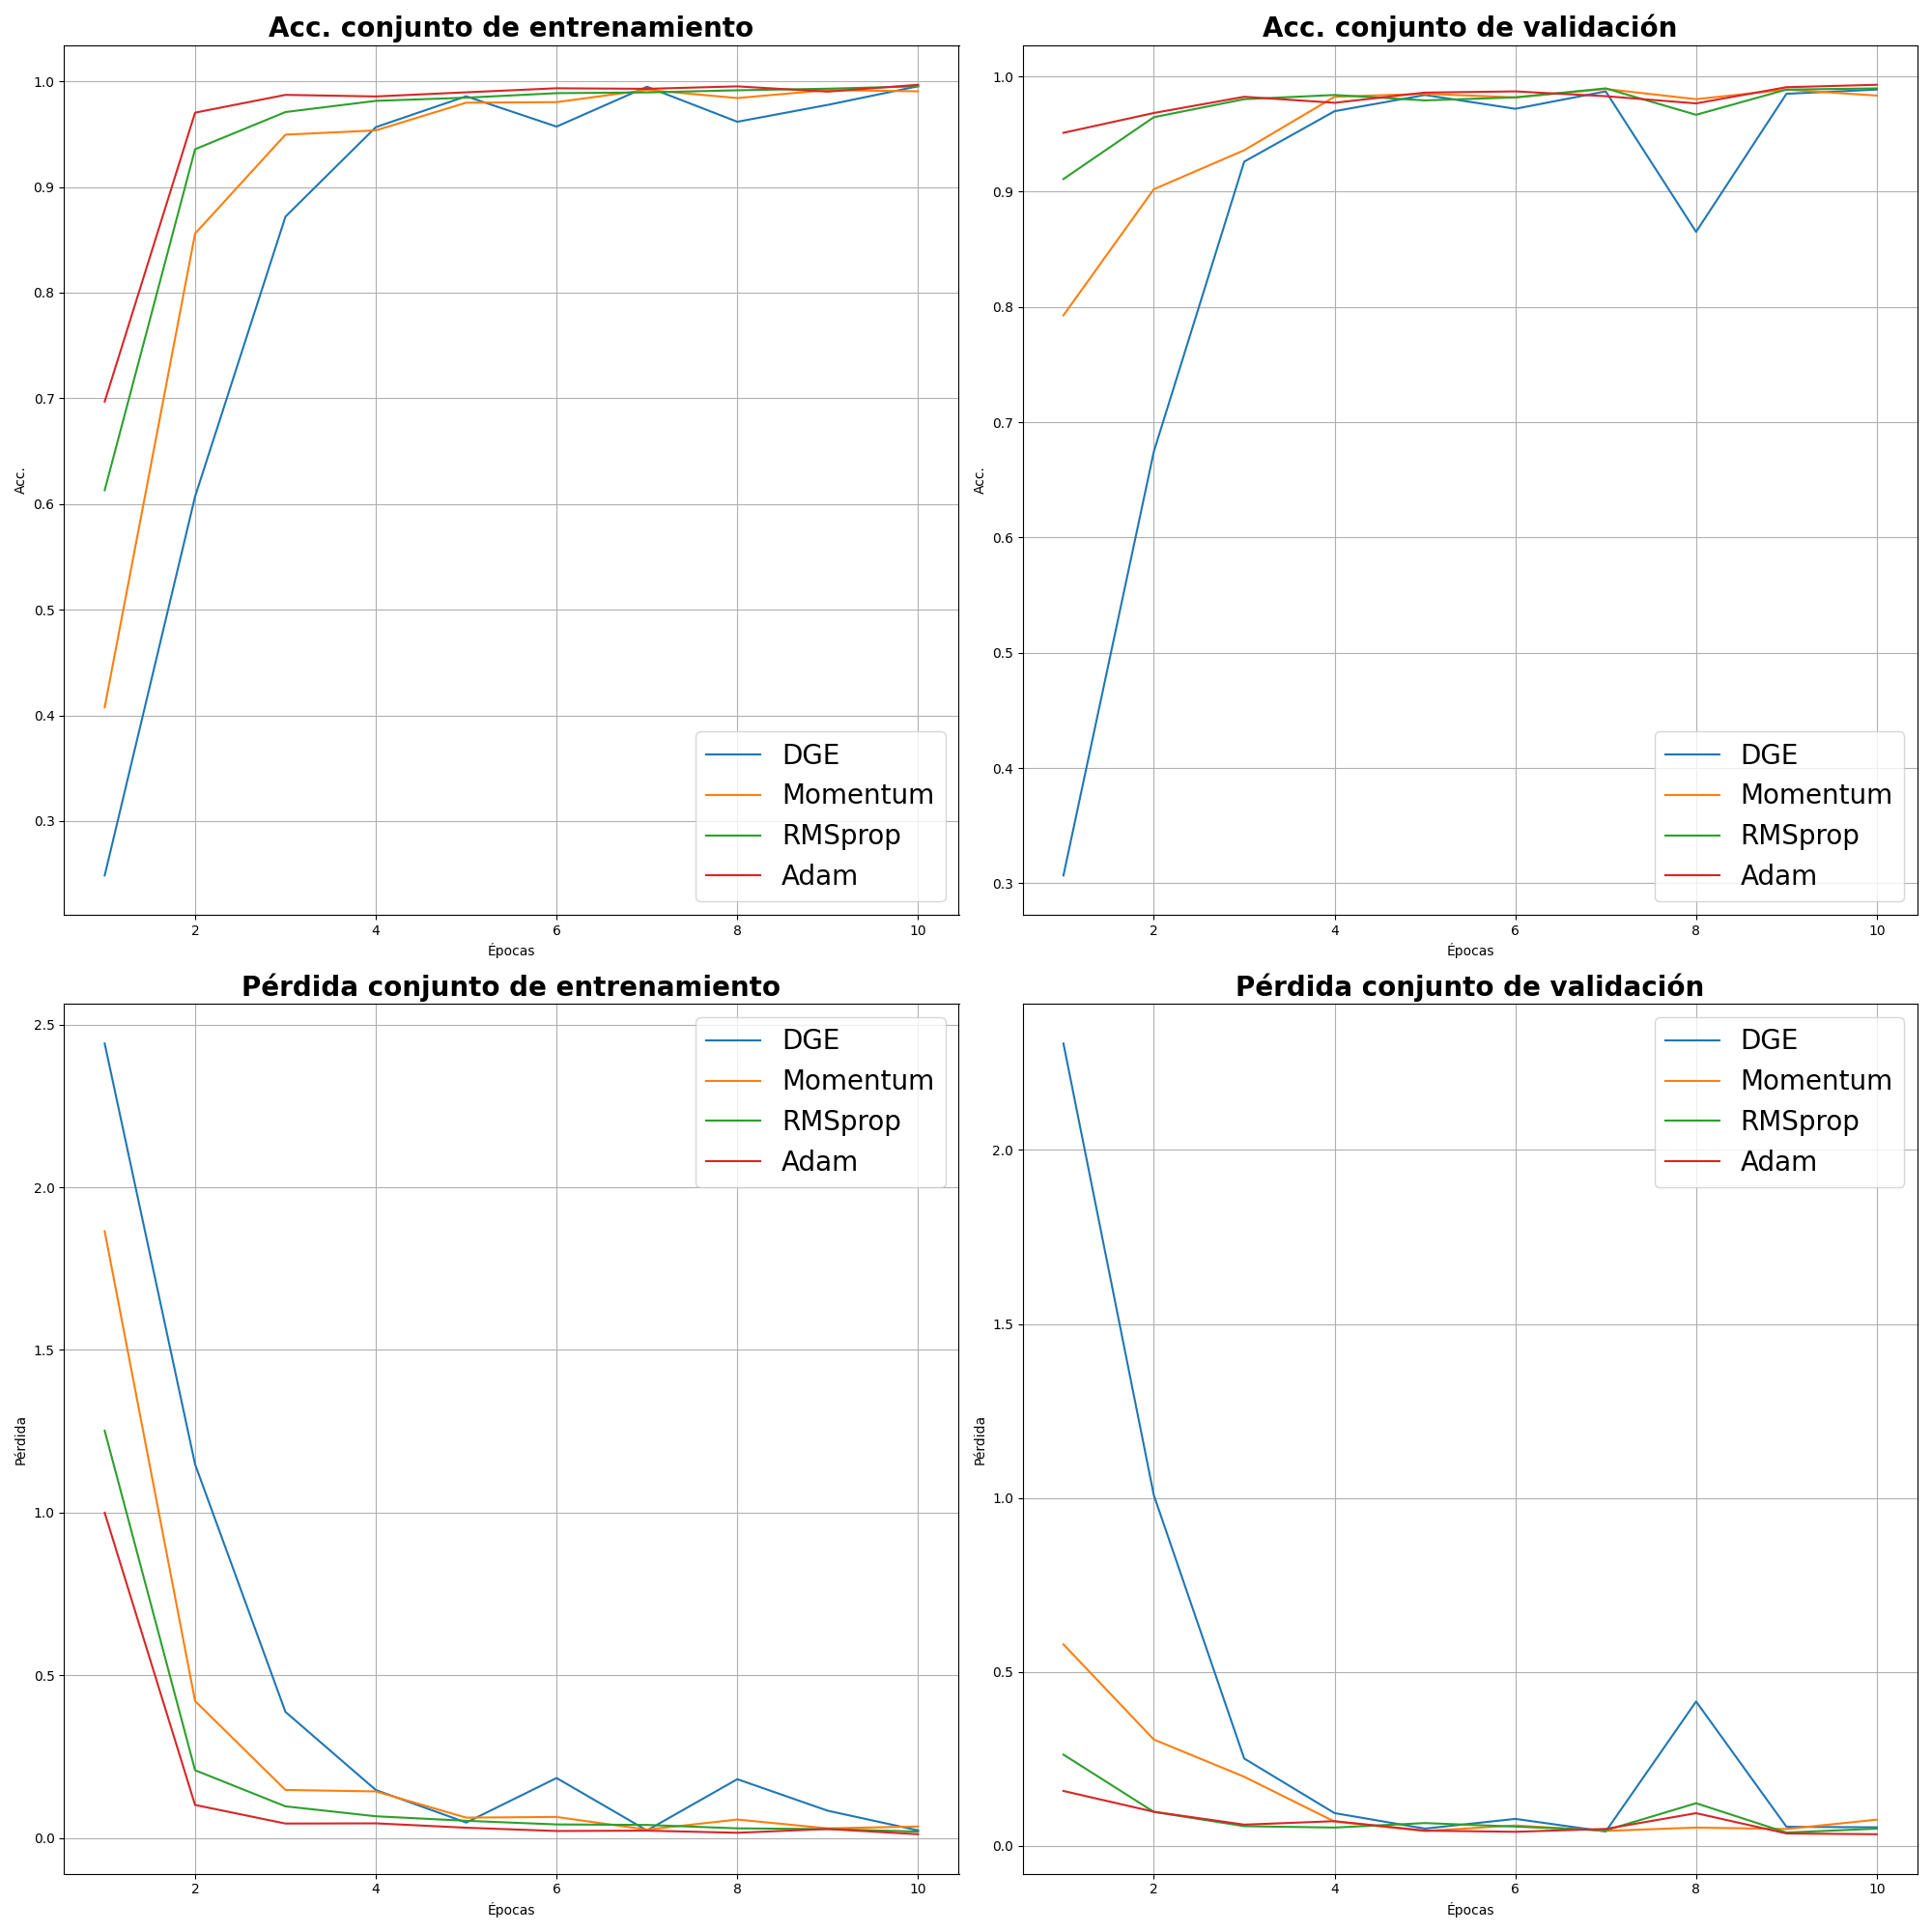 Acc. conjunto de entrenamiento
1.0
0.9
0.8
0.7
0.6
0.5
0.4
0.3
Acc.
2 4 6 8 10
Épocas
DGE
Momentum
RMSprop
Adam
Acc. conjunto de validación
1.0
0.9
0.8
0.7
0.6
0.5
0.4
0.3
Acc.
2 4 6 8 10
Épocas
DGE
Momentum
RMSprop
Adam
Pérdida conjunto de entrenamiento
2.5
2.0
1.5
1.0
0.5
0.0
Pérdida
2 4 6 8 10
Épocas
DGE
Momentum
RMSprop
Adam
Pérdida conjunto de validación
2.0
1.5
1.0
0.5
0.0
Pérdida
2 4 6 8 10
Épocas
DGE
Momentum
RMSprop
Adam